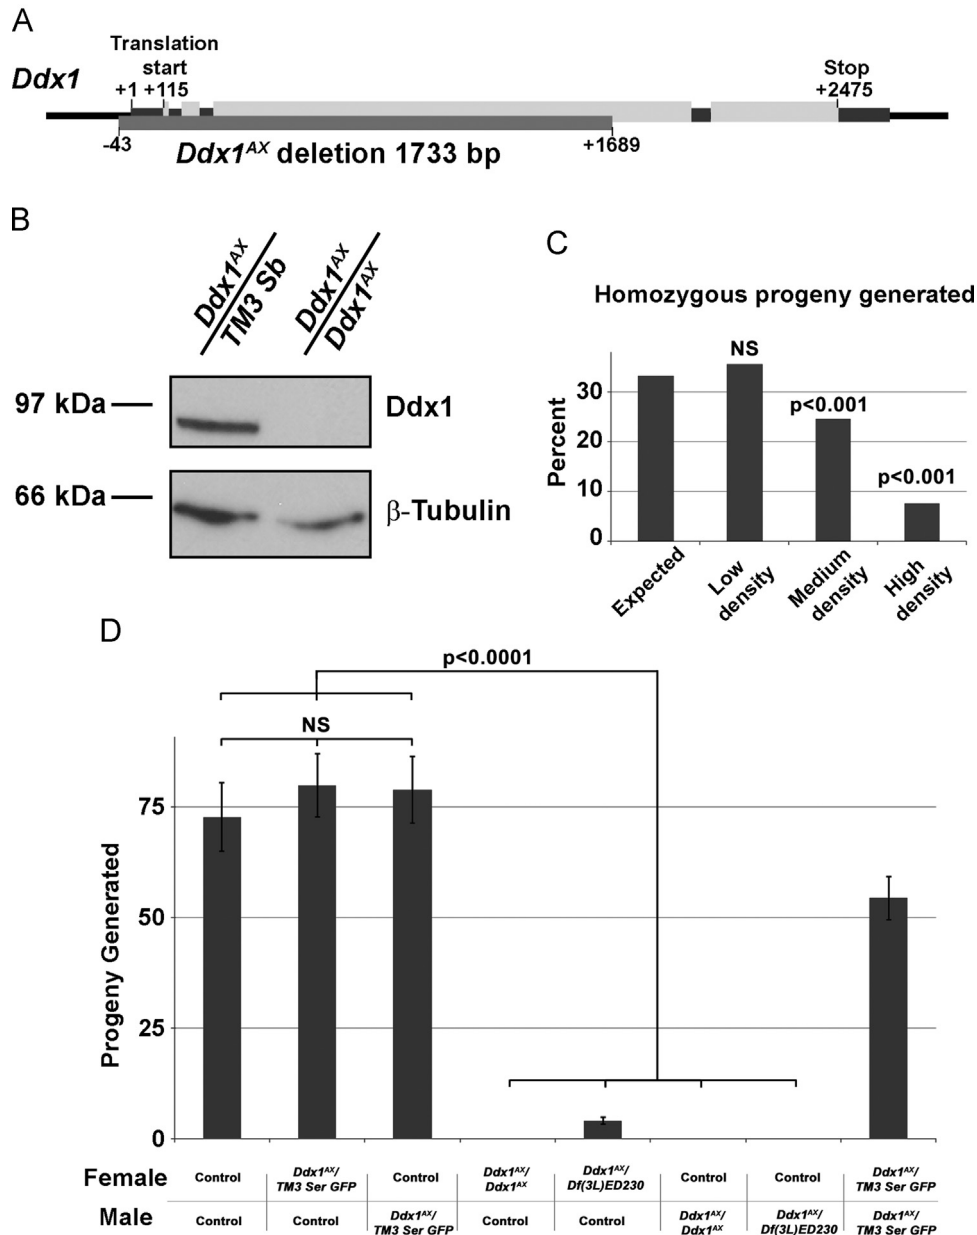 A
Translation
start
Ddx1
+1 +115
Stop
+2475
-43
Ddx1AX deletion 1733 bp
+1689
B
Ddx1AX
TM3 Sb
Ddx1AX
Ddx1AX
97 kDa
Ddx1
66 kDa
β-Tubulin
C
Homozygous progeny generated
Percent
30
20
10
0
NS
p<0.001
p<0.001
Expected
Low
density
Medium
density
High
density
D
p<0.0001
NS
Progeny Generated
75
50
25
0
Female
Control
Ddx1AX/
TM3 Ser GFP
Control
Ddx1AX/
Ddx1AX
Ddx1AX/
Df(3L)ED230
Control
Control
Ddx1AX/
TM3 Ser GFP
Male
Control
Control
Ddx1AX/
TM3 Ser GFP
Control
Control
Ddx1AX/
Ddx1AX
Ddx1AX/
Df(3L)ED230
Ddx1AX/
TM3 Ser GFP